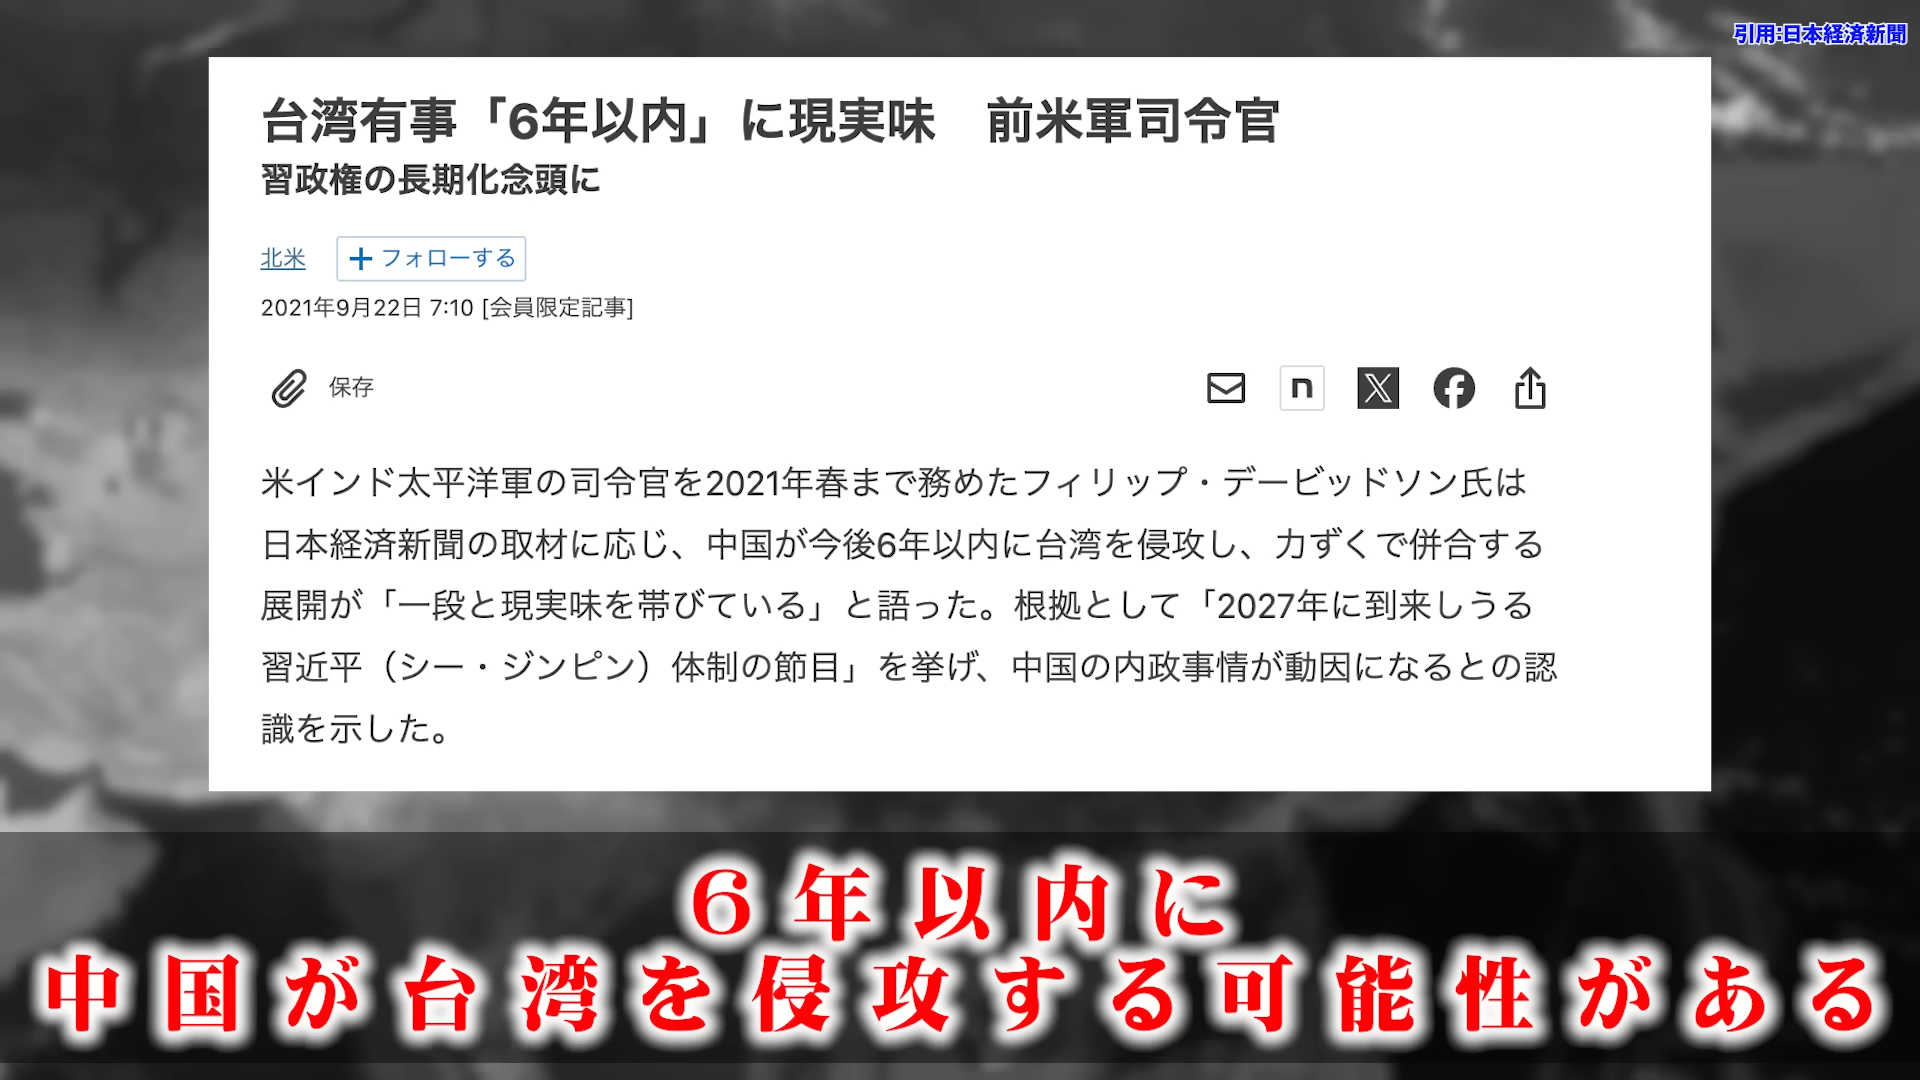 引用:日本経済新聞
台湾有事「6年以内」に現実味　前米軍司令官
習政権の長期化念頭に
北米 + フォローする
2021年9月22日 7:10 [会員限定記事]
保存
米インド太平洋軍の司令官を2021年春まで務めたフィリップ・デービッドソン氏は
日本経済新聞の取材に応じ、中国が今後6年以内に台湾を侵攻し、力ずくで併合する
展開が「一段と現実味を帯びている」と語った。根拠として「2027年に到来しうる
習近平（シー・ジンピン）体制の節目」を挙げ、中国の内政事情が動因になるとの認
識を示した。
６年以内に
中国が台湾を侵攻する可能性がある